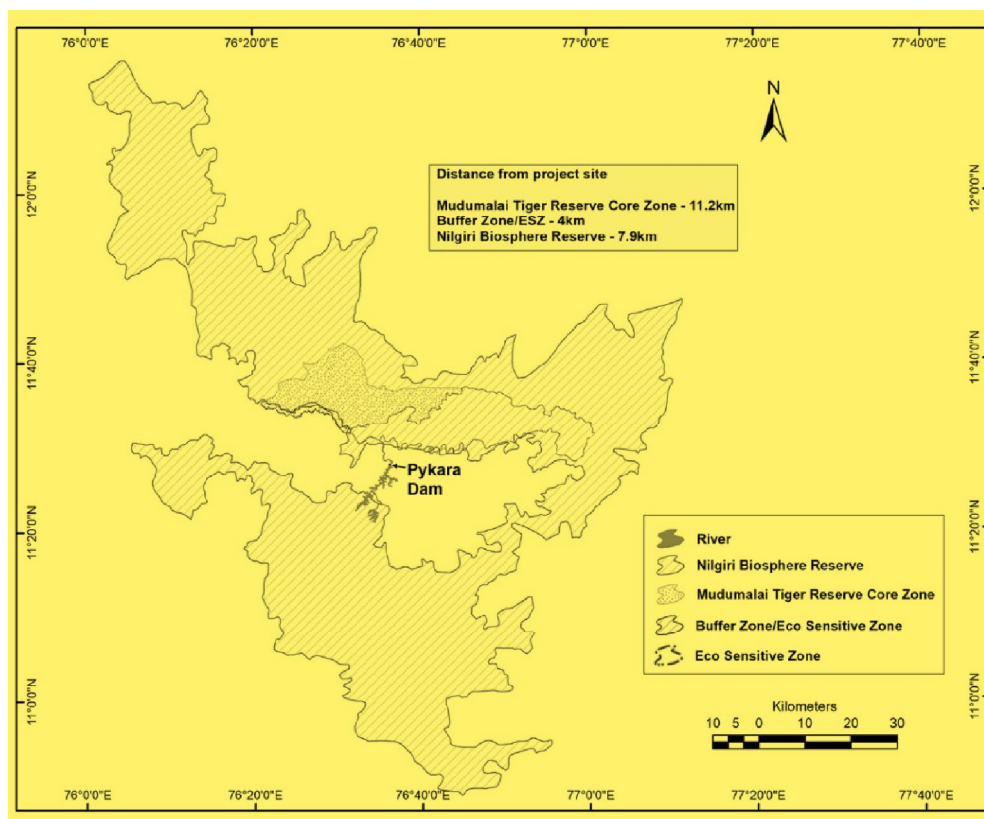 76°0'0"E 76°20'0"E 76°40'0"E 77°0'0"E 77°20'0"E 77°40'0"E
N
Distance from project site
Mudumalai Tiger Reserve Core Zone - 11.2km
Buffer Zone/ESZ - 4km
Nilgiri Biosphere Reserve - 7.9km
12°0'0"N 12°0'0"N
11°40'0"N 11°40'0"N
Pykara
Dam
11°20'0"N 11°20'0"N
River
Nilgiri Biosphere Reserve
Mudumalai Tiger Reserve Core Zone
Buffer Zone/Eco Sensitive Zone
Eco Sensitive Zone
11°0'0"N 11°0'0"N
Kilometers
10 5 0 10 20 30
76°0'0"E 76°20'0"E 76°40'0"E 77°0'0"E 77°20'0"E 77°40'0"E